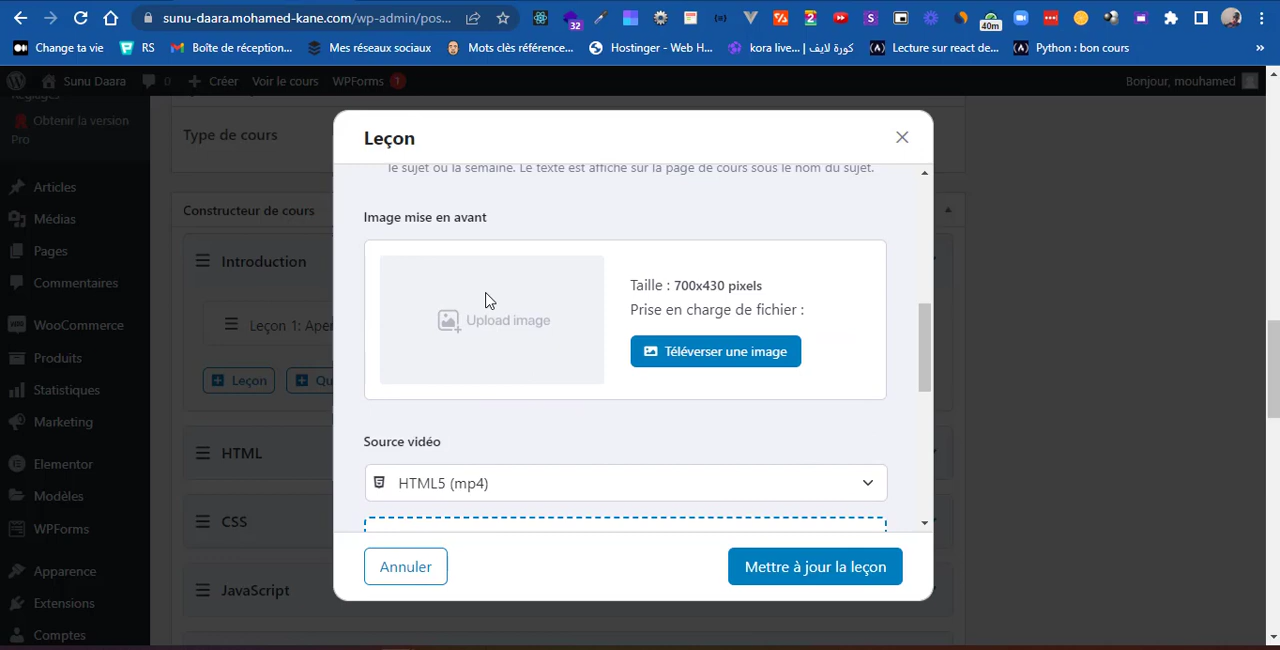 sunu-daara.mohamed-kane.com/wp-admin/pos...
32
2
S
40m
Change ta vie
RS
Boîte de réception...
Mes réseaux sociaux
Mots clés référence...
Hostinger - Web H...
kora live... | كورة لايف
Lecture sur react de...
Python : bon cours
»
Sunu Daara
0
Créer
Voir le cours
WPForms
1
Bonjour, mouhamed
Réglages
Obtenir la version
Pro
Articles
Médias
Pages
Commentaires
WooCommerce
Produits
Statistiques
Marketing
Elementor
Modèles
WPForms
Apparence
Extensions
Comptes
Type de cours
Constructeur de cours
Introduction
Leçon 1: Aper
Leçon
Qu
HTML
CSS
JavaScript
Leçon
le sujet ou la semaine. Le texte est affiché sur la page de cours sous le nom du sujet.
Image mise en avant
Upload image
Taille : 700x430 pixels
Prise en charge de fichier :
Téléverser une image
Source vidéo
HTML5 (mp4)
Annuler
Mettre à jour la leçon